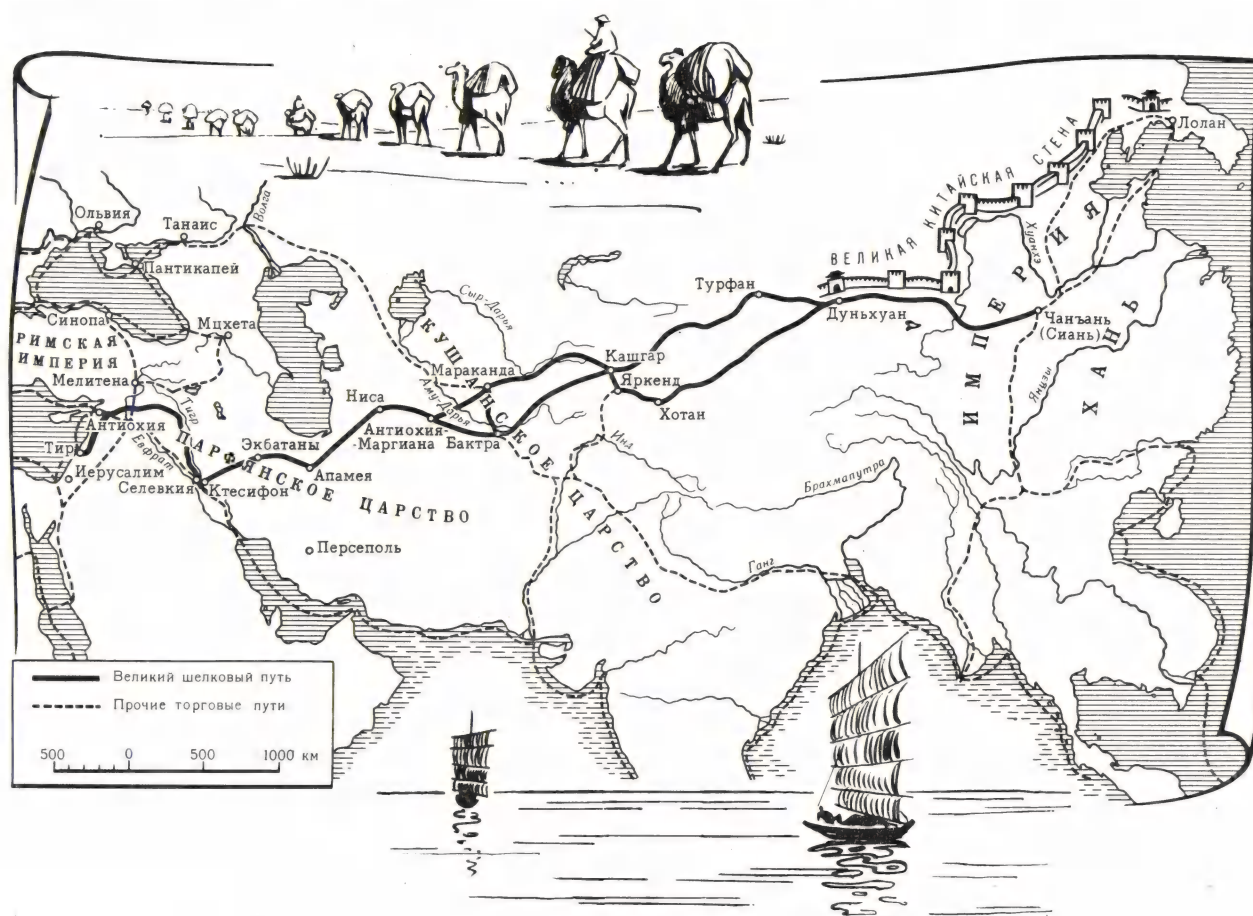 Лолан
ВЕЛИКАЯ КИТАЙСКАЯ СТЕНА
Волга
Ольвия
Танаис
Пантикапей
Хуанхэ
Турфан
Сыр-Дарья
Дуньхуан
Синопа
Мцхета
Чанъань
(Сиань)
РИМСКАЯ
ИМПЕРИЯ
Мелитена
Кашгар
Мараканда
Яркенд
ИМПЕРИЯ
ХАНЬ
Янцзы
КУШАНСКОЕ ЦАРСТВО
Аму-Дарья
Ниса
Хотан
Тигр
Антиохия
Антиохия-
Маргиана
Бактра
Тир
Евфрат
Экбатаны
Инд
ПАРФЯНСКОЕ ЦАРСТВО
Иерусалим
Апамея
Селевкия
Ктесифон
Брахмапутра
Персеполь
Ганг
Великий шелковый путь
Прочие торговые пути
500 0 500 1000 км